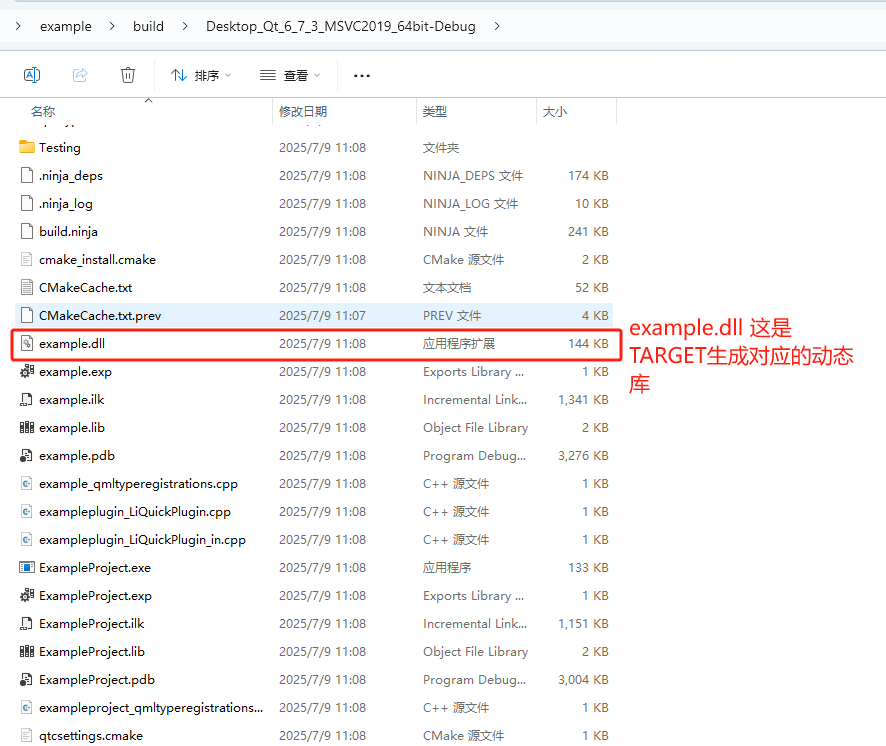 example > build > Desktop_Qt_6_7_3_MSVC2019_64bit-Debug >
排序 查看 ...
名称 修改日期 类型 大小
Testing 2025/7/9 11:08 文件夹
.ninja_deps 2025/7/9 11:08 NINJA_DEPS 文件 174 KB
.ninja_log 2025/7/9 11:08 NINJA_LOG 文件 10 KB
build.ninja 2025/7/9 11:08 NINJA 文件 241 KB
cmake_install.cmake 2025/7/9 11:08 CMake 源文件 2 KB
CMakeCache.txt 2025/7/9 11:08 文本文档 52 KB
CMakeCache.txt.prev 2025/7/9 11:07 PREV 文件 4 KB
example.dll 2025/7/9 11:08 应用程序扩展 144 KB
example.dll 这是
TARGET生成对应的动态
库
example.exp 2025/7/9 11:08 Exports Library ... 1 KB
example.ilk 2025/7/9 11:08 Incremental Link... 1,341 KB
example.lib 2025/7/9 11:08 Object File Library 2 KB
example.pdb 2025/7/9 11:08 Program Debug... 3,276 KB
example_qmltyperegistrations.cpp 2025/7/9 11:08 C++ 源文件 1 KB
exampleplugin_LiQuickPlugin.cpp 2025/7/9 11:08 C++ 源文件 1 KB
exampleplugin_LiQuickPlugin_in.cpp 2025/7/9 11:08 C++ 源文件 1 KB
ExampleProject.exe 2025/7/9 11:08 应用程序 133 KB
ExampleProject.exp 2025/7/9 11:08 Exports Library ... 1 KB
ExampleProject.ilk 2025/7/9 11:08 Incremental Link... 1,151 KB
ExampleProject.lib 2025/7/9 11:08 Object File Library 2 KB
ExampleProject.pdb 2025/7/9 11:08 Program Debug... 3,004 KB
exampleproject_qmltyperegistrations... 2025/7/9 11:08 C++ 源文件 1 KB
qtcsettings.cmake 2025/7/9 11:08 CMake 源文件 1 KB